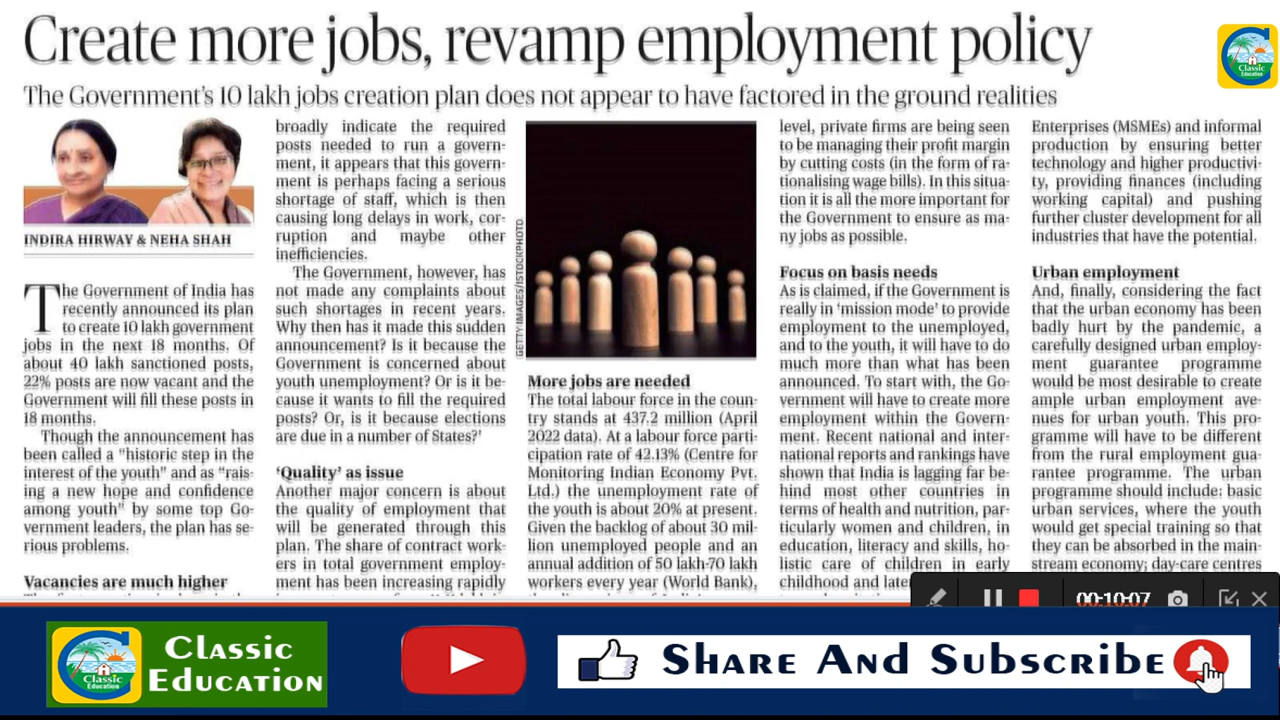 Create more jobs, revamp employment policy
Classic
Education
The Government's 10 lakh jobs creation plan does not appear to have factored in the ground realities
INDIRA HIRWAY & NEHA SHAH
The Government of India has
recently announced its plan
to create 10 lakh government
jobs in the next 18 months. Of
about 40 lakh sanctioned posts,
22% posts are now vacant and the
Government will fill these posts in
18 months.
Though the announcement has
been called a "historic step in the
interest of the youth" and as "rais-
ing a new hope and confidence
among youth" by some top Go-
vernment leaders, the plan has se-
rious problems.
Vacancies are much higher
broadly indicate the required
posts needed to run a govern-
ment, it appears that this govern-
ment is perhaps facing a serious
shortage of staff, which is then
causing long delays in work, cor-
ruption and maybe other
inefficiencies.
The Government, however, has
not made any complaints about
such shortages in recent years.
Why then has it made this sudden
announcement? Is it because the
Government is concerned about
youth unemployment? Or is it be-
cause it wants to fill the required
posts? Or, is it because elections
are due in a number of States?'
'Quality' as issue
Another major concern is about
the quality of employment that
will be generated through this
plan. The share of contract work-
ers in total government employ-
ment has been increasing rapidly
GETTY IMAGES/ISTOCKPHOTO
More jobs are needed
The total labour force in the coun-
try stands at 437.2 million (April
2022 data). At a labour force parti-
cipation rate of 42.13% (Centre for
Monitoring Indian Economy Pvt.
Ltd.) the unemployment rate of
the youth is about 20% at present.
Given the backlog of about 30 mil-
lion unemployed people and an
annual addition of 50 lakh-70 lakh
workers every year (World Bank),
level, private firms are being seen
to be managing their profit margin
by cutting costs (in the form of ra-
tionalising wage bills). In this situa-
tion it is all the more important for
the Government to ensure as ma-
ny jobs as possible.
Focus on basis needs
As is claimed, if the Government is
really in 'mission mode' to provide
employment to the unemployed,
and to the youth, it will have to do
much more than what has been
announced. To start with, the Go-
vernment will have to create more
employment within the Govern-
ment. Recent national and inter-
national reports and rankings have
shown that India is lagging far be-
hind most other countries in
terms of health and nutrition, par-
ticularly women and children, in
education, literacy and skills, ho-
listic care of children in early
childhood and late
Enterprises (MSMEs) and informal
production by ensuring better
technology and higher productivi-
ty, providing finances (including
working capital) and pushing
further cluster development for all
industries that have the potential.
Urban employment
And, finally, considering the fact
that the urban economy has been
badly hurt by the pandemic, a
carefully designed urban employ-
ment guarantee programme
would be most desirable to create
ample urban employment ave-
nues for urban youth. This pro-
gramme will have to be different
from the rural employment gua-
rantee programme. The urban
programme should include: basic
urban services, where the youth
would get special training so that
they can be absorbed in the main-
stream economy; day-care centres
00:10:07
Classic
Education
Classic
Education
Share And Subscribe